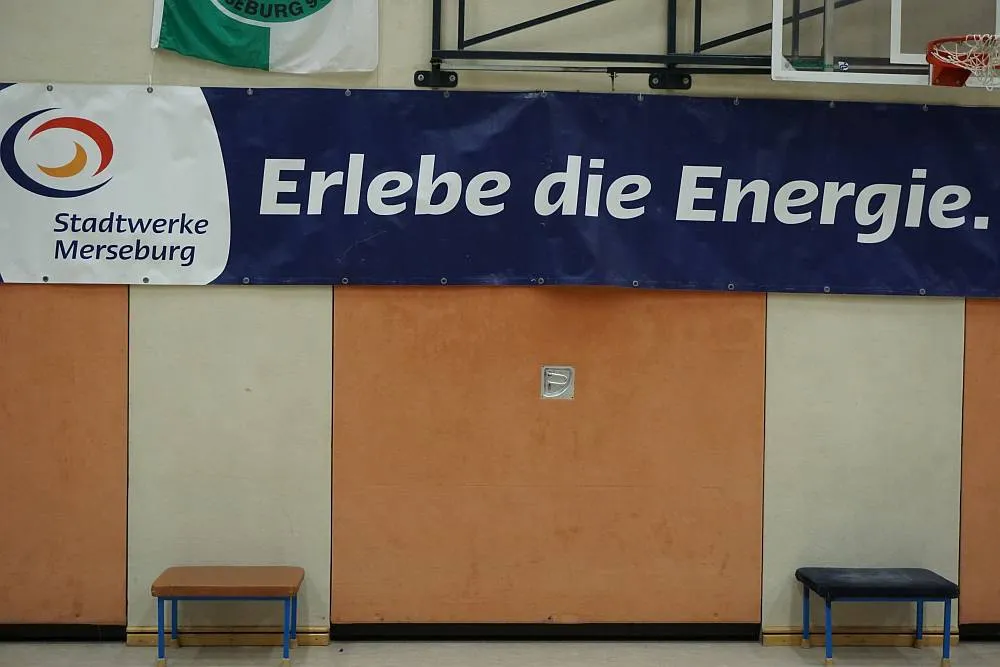 Erlebe die Energie.
Stadtwerke
Merseburg